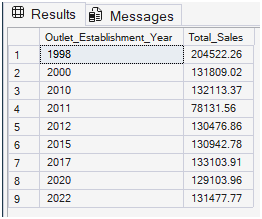 Results Messages
Outlet_Establishment_Year Total_Sales
1 1998 204522.26
2 2000 131809.02
3 2010 132113.37
4 2011 78131.56
5 2012 130476.86
6 2015 130942.78
7 2017 133103.91
8 2020 129103.96
9 2022 131477.77